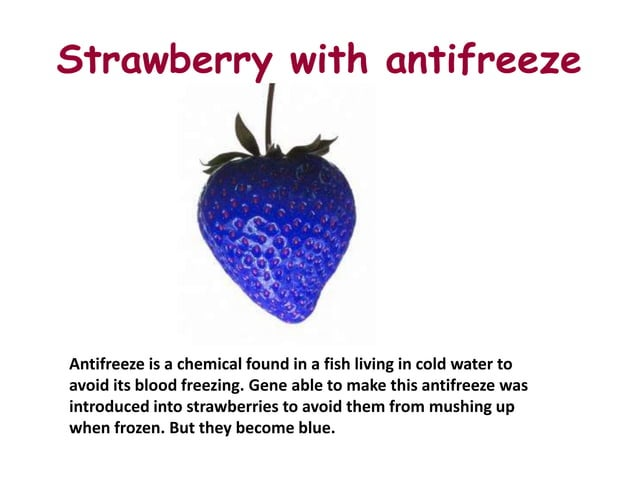 Strawberry with antifreeze
Antifreeze is a chemical found in a fish living in cold water to
avoid its blood freezing. Gene able to make this antifreeze was
introduced into strawberries to avoid them from mushing up
when frozen. But they become blue.